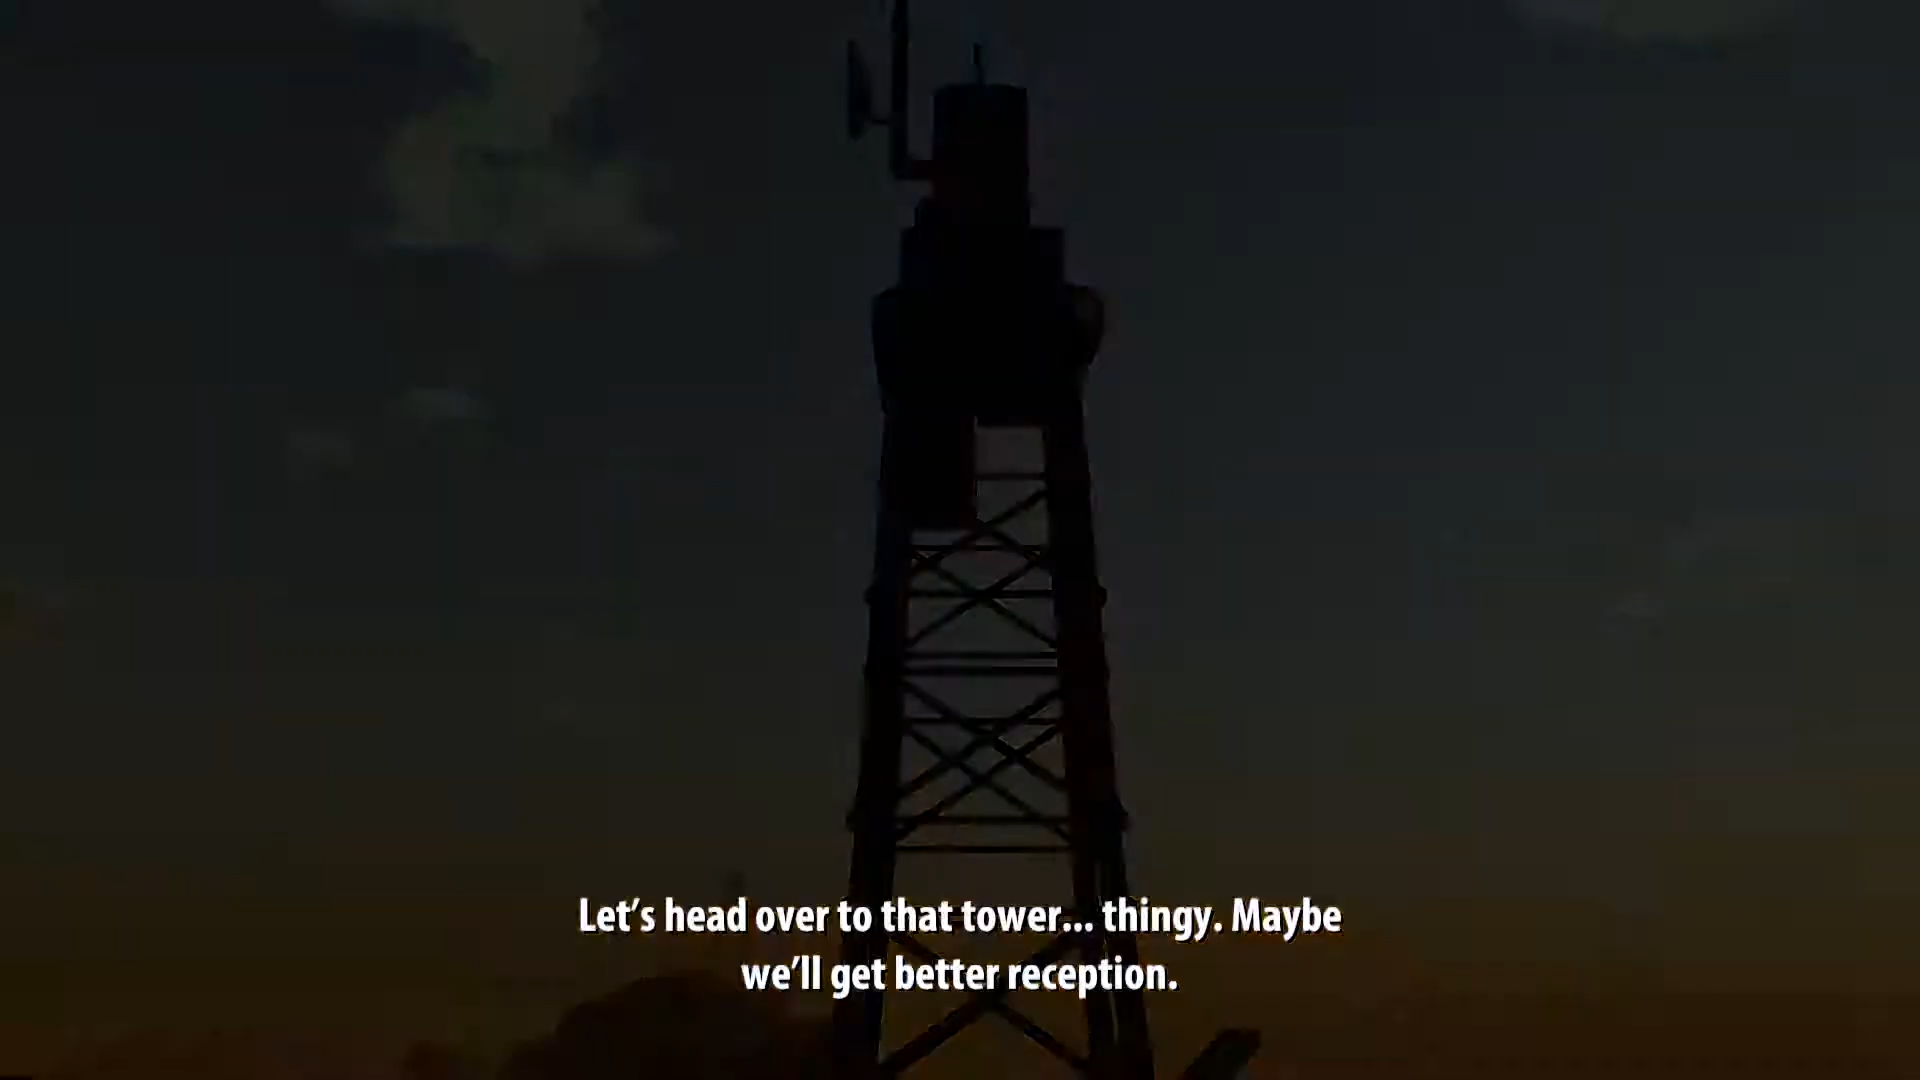 Let's head over to that tower... thingy. Maybe
we'll get better reception.